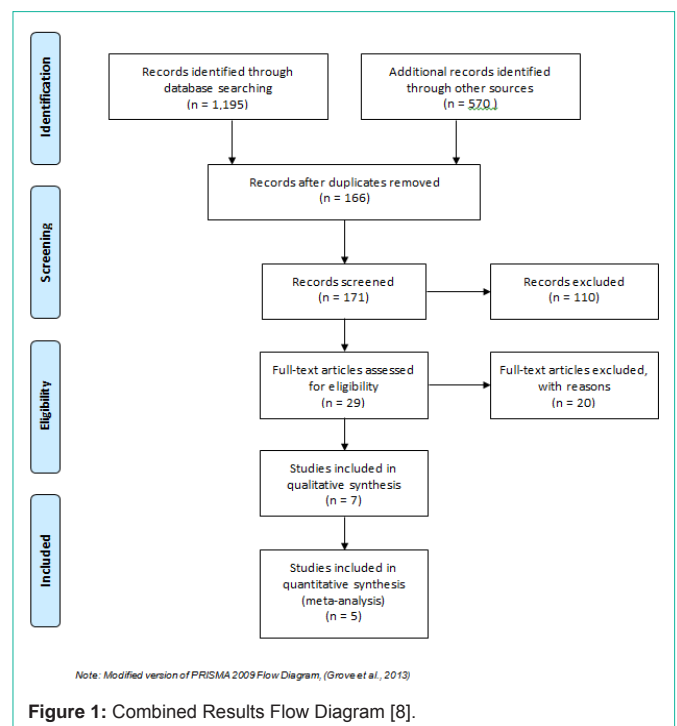 Identification
Records identified through
database searching
(n = 1,195)
Additional records identified
through other sources
(n = 570 )
Records after duplicates removed
(n = 166)
Screening
Records screened
(n = 171)
Records excluded
(n = 110)
Eligibility
Full-text articles assessed
for eligibility
(n = 29)
Full-text articles excluded,
with reasons
(n = 20)
Studies included in
qualitative synthesis
(n = 7)
Included
Studies included in
quantitative synthesis
(meta-analysis)
(n = 5)
Note: Modified version of PRISMA 2009 Flow Diagram, (Grove et al., 2013)
Figure 1: Combined Results Flow Diagram [8].